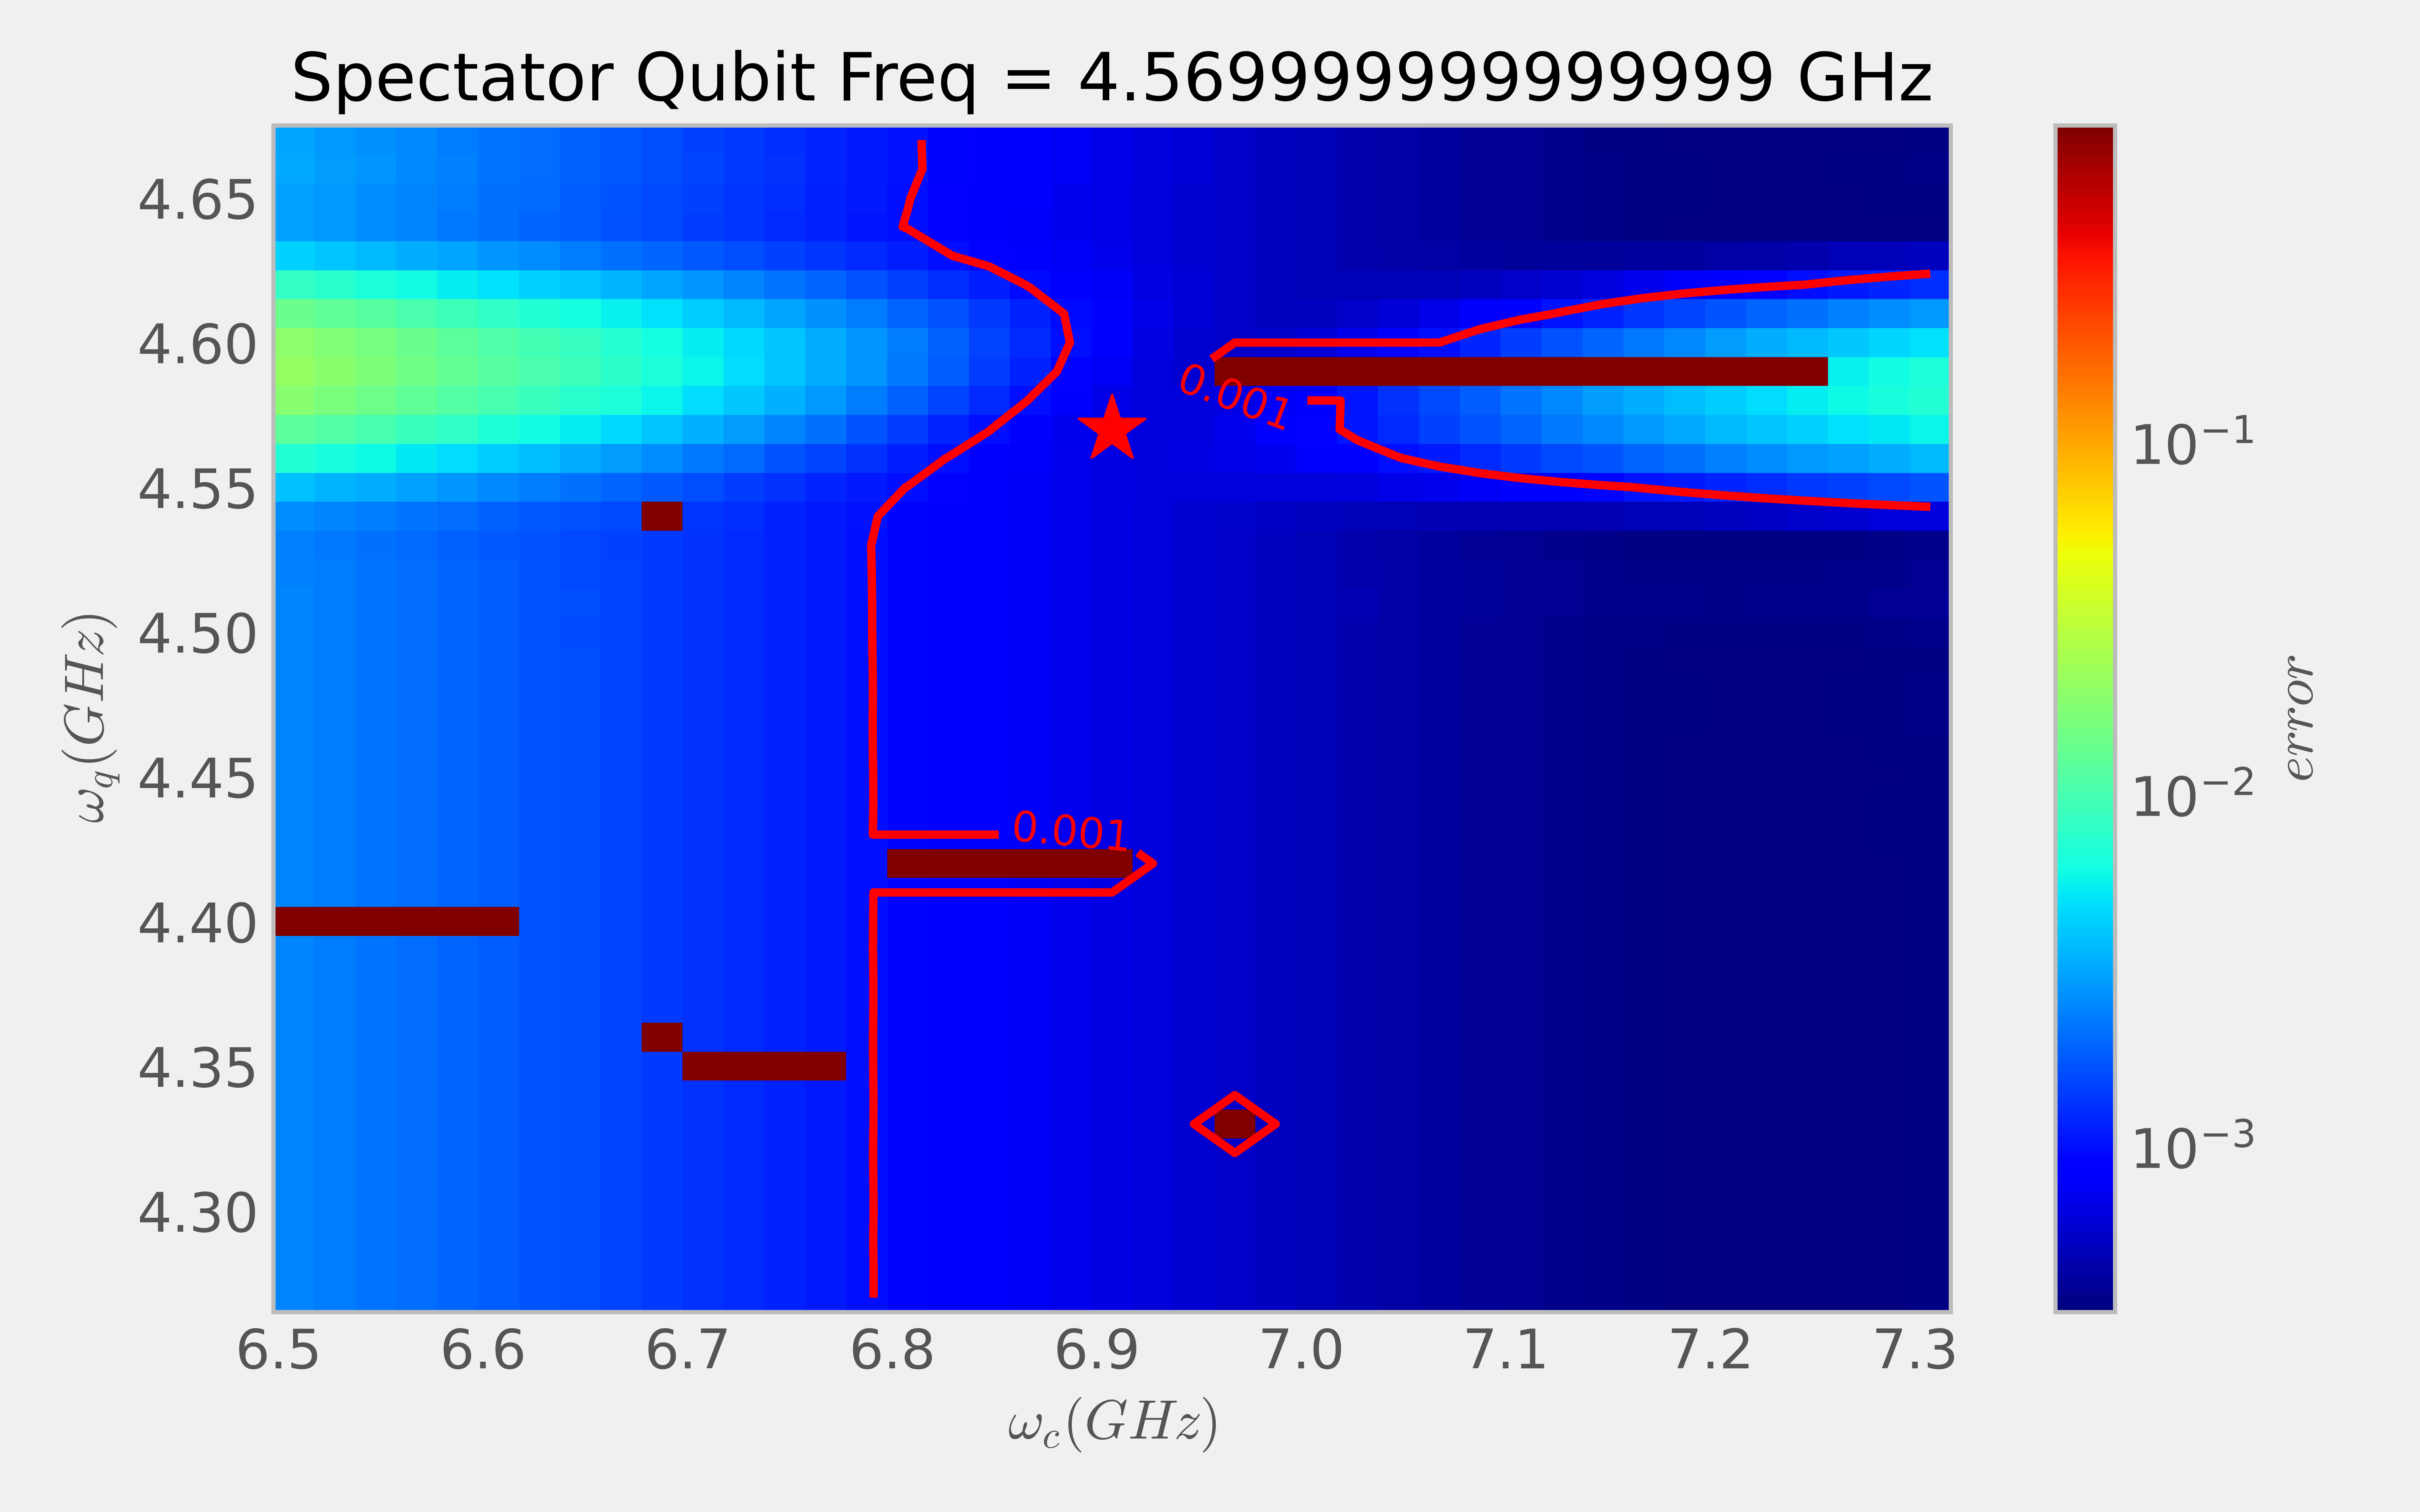 Spectator Qubit Freq = 4.569999999999999 GHz
4.65
4.60
4.55
4.50
4.45
4.40
4.35
4.30
ω_q(GHz)
0.001
0.001
6.5 6.6 6.7 6.8 6.9 7.0 7.1 7.2 7.3
ω_c(GHz)
10⁻¹
10⁻²
10⁻³
error